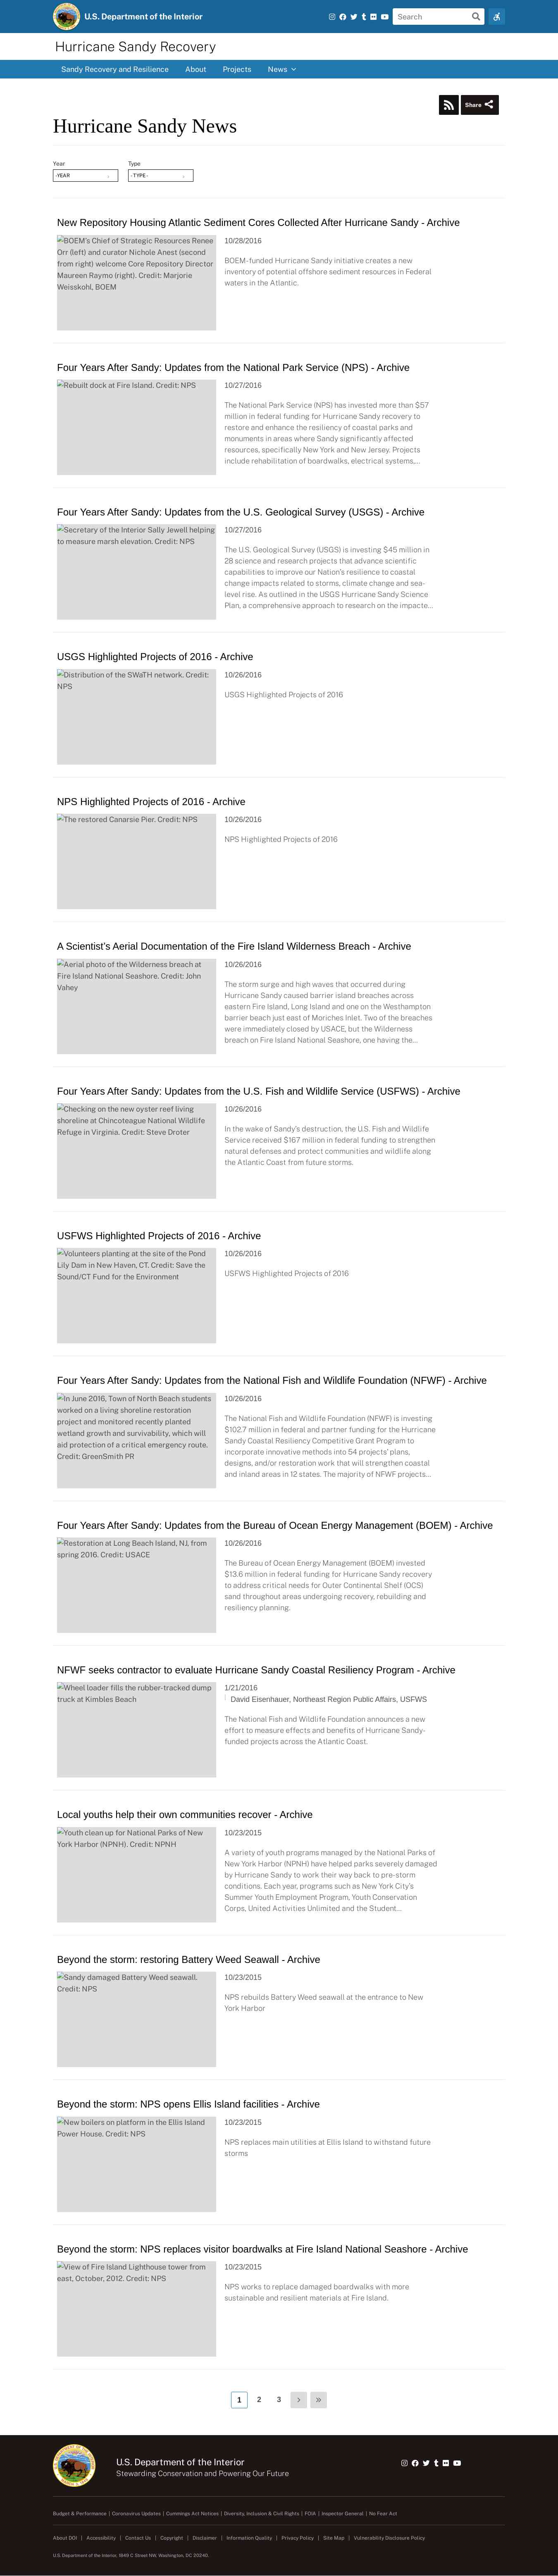 U.S. Department of the Interior
Search
Hurricane Sandy Recovery
Sandy Recovery and Resilience About Projects News
Share
Hurricane Sandy News
Year Type
-YEAR - TYPE -
New Repository Housing Atlantic Sediment Cores Collected After Hurricane Sandy - Archive
BOEM's Chief of Strategic Resources Renee
Orr (left) and curator Nichole Anest (second
from right) welcome Core Repository Director
Maureen Raymo (right). Credit: Marjorie
Weisskohl, BOEM
10/28/2016
BOEM-funded Hurricane Sandy initiative creates a new
inventory of potential offshore sediment resources in Federal
waters in the Atlantic.
Four Years After Sandy: Updates from the National Park Service (NPS) - Archive
Rebuilt dock at Fire Island. Credit: NPS
10/27/2016
The National Park Service (NPS) has invested more than $57
million in federal funding for Hurricane Sandy recovery to
restore and enhance the resiliency of coastal parks and
monuments in areas where Sandy significantly affected
resources, specifically New York and New Jersey. Projects
include rehabilitation of boardwalks, electrical systems,...
Four Years After Sandy: Updates from the U.S. Geological Survey (USGS) - Archive
Secretary of the Interior Sally Jewell helping
to measure marsh elevation. Credit: NPS
10/27/2016
The U.S. Geological Survey (USGS) is investing $45 million in
28 science and research projects that advance scientific
capabilities to improve our Nation's resilience to coastal
change impacts related to storms, climate change and sea-
level rise. As outlined in the USGS Hurricane Sandy Science
Plan, a comprehensive approach to research on the impacte...
USGS Highlighted Projects of 2016 - Archive
Distribution of the SWaTH network. Credit:
NPS
10/26/2016
USGS Highlighted Projects of 2016
NPS Highlighted Projects of 2016 - Archive
The restored Canarsie Pier. Credit: NPS
10/26/2016
NPS Highlighted Projects of 2016
A Scientist's Aerial Documentation of the Fire Island Wilderness Breach - Archive
Aerial photo of the Wilderness breach at
Fire Island National Seashore. Credit: John
Vahey
10/26/2016
The storm surge and high waves that occurred during
Hurricane Sandy caused barrier island breaches across
eastern Fire Island, Long Island and one on the Westhampton
barrier beach just east of Moriches Inlet. Two of the breaches
were immediately closed by USACE, but the Wilderness
breach on Fire Island National Seashore, one having the...
Four Years After Sandy: Updates from the U.S. Fish and Wildlife Service (USFWS) - Archive
Checking on the new oyster reef living
shoreline at Chincoteague National Wildlife
Refuge in Virginia. Credit: Steve Droter
10/26/2016
In the wake of Sandy's destruction, the U.S. Fish and Wildlife
Service received $167 million in federal funding to strengthen
natural defenses and protect communities and wildlife along
the Atlantic Coast from future storms.
USFWS Highlighted Projects of 2016 - Archive
Volunteers planting at the site of the Pond
Lily Dam in New Haven, CT. Credit: Save the
Sound/CT Fund for the Environment
10/26/2016
USFWS Highlighted Projects of 2016
Four Years After Sandy: Updates from the National Fish and Wildlife Foundation (NFWF) - Archive
In June 2016, Town of North Beach students
worked on a living shoreline restoration
project and monitored recently planted
wetland growth and survivability, which will
aid protection of a critical emergency route.
Credit: GreenSmith PR
10/26/2016
The National Fish and Wildlife Foundation (NFWF) is investing
$102.7 million in federal and partner funding for the Hurricane
Sandy Coastal Resiliency Competitive Grant Program to
incorporate innovative methods into 54 projects' plans,
designs, and/or restoration work that will strengthen coastal
and inland areas in 12 states. The majority of NFWF projects...
Four Years After Sandy: Updates from the Bureau of Ocean Energy Management (BOEM) - Archive
Restoration at Long Beach Island, NJ, from
spring 2016. Credit: USACE
10/26/2016
The Bureau of Ocean Energy Management (BOEM) invested
$13.6 million in federal funding for Hurricane Sandy recovery
to address critical needs for Outer Continental Shelf (OCS)
sand throughout areas undergoing recovery, rebuilding and
resiliency planning.
NFWF seeks contractor to evaluate Hurricane Sandy Coastal Resiliency Program - Archive
Wheel loader fills the rubber-tracked dump
truck at Kimbles Beach
1/21/2016
David Eisenhauer, Northeast Region Public Affairs, USFWS
The National Fish and Wildlife Foundation announces a new
effort to measure effects and benefits of Hurricane Sandy-
funded projects across the Atlantic Coast.
Local youths help their own communities recover - Archive
Youth clean up for National Parks of New
York Harbor (NPNH). Credit: NPNH
10/23/2015
A variety of youth programs managed by the National Parks of
New York Harbor (NPNH) have helped parks severely damaged
by Hurricane Sandy to work their way back to pre-storm
conditions. Each year, programs such as New York City's
Summer Youth Employment Program, Youth Conservation
Corps, United Activities Unlimited and the Student...
Beyond the storm: restoring Battery Weed Seawall - Archive
Sandy damaged Battery Weed seawall.
Credit: NPS
10/23/2015
NPS rebuilds Battery Weed seawall at the entrance to New
York Harbor
Beyond the storm: NPS opens Ellis Island facilities - Archive
New boilers on platform in the Ellis Island
Power House. Credit: NPS
10/23/2015
NPS replaces main utilities at Ellis Island to withstand future
storms
Beyond the storm: NPS replaces visitor boardwalks at Fire Island National Seashore - Archive
View of Fire Island Lighthouse tower from
east, October, 2012. Credit: NPS
10/23/2015
NPS works to replace damaged boardwalks with more
sustainable and resilient materials at Fire Island.
1 2 3 › »
U.S. Department of the Interior
Stewarding Conservation and Powering Our Future
Budget & Performance | Coronavirus Updates | Cummings Act Notices | Diversity, Inclusion & Civil Rights | FOIA | Inspector General | No Fear Act
About DOI | Accessibility | Contact Us | Copyright | Disclaimer | Information Quality | Privacy Policy | Site Map | Vulnerability Disclosure Policy
U.S. Department of the Interior, 1849 C Street NW, Washington, DC 20240.